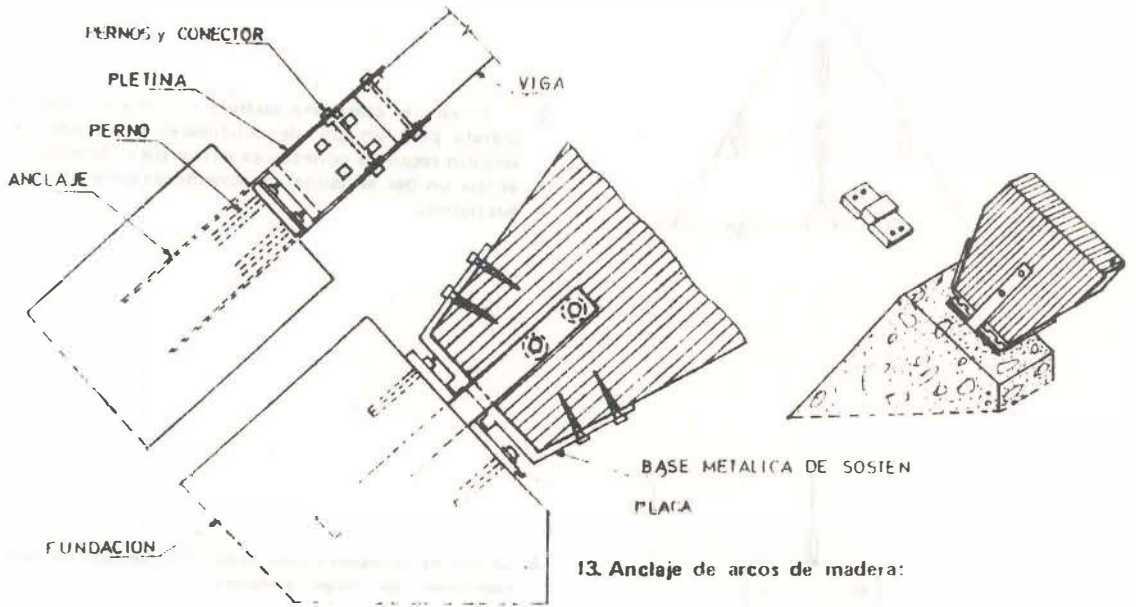 PERNOS y CONECTOR
PLETINA
VIGA
PERNO
ANCLAJE
BASE METALICA DE SOSTEN
PLACA
FUNDACION
13. Anclaje de arcos de madera: